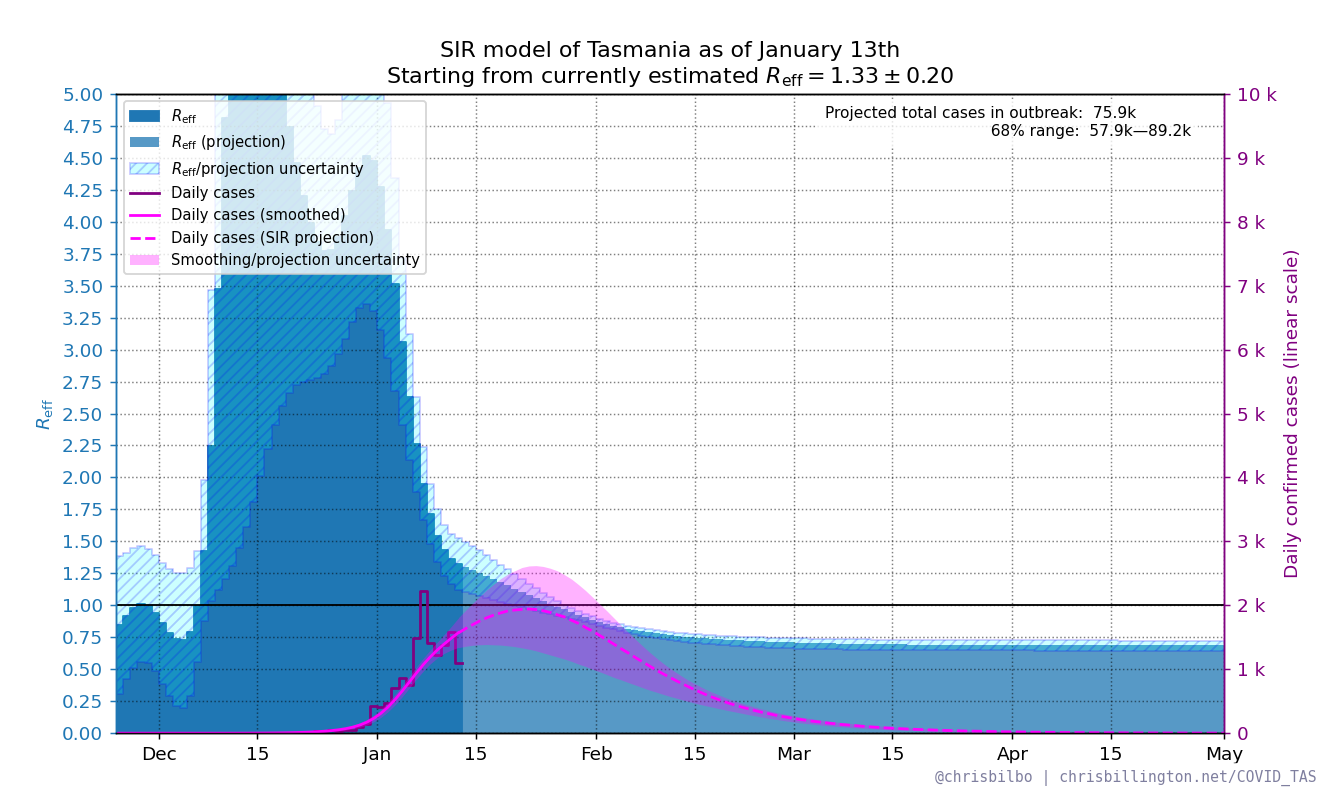 SIR model of Tasmania as of January 13th
Starting from currently estimated Reff = 1.33 ± 0.20
Projected total cases in outbreak: 75.9k
68% range: 57.9k—89.2k
Reff
Reff (projection)
Reff/projection uncertainty
Daily cases
Daily cases (smoothed)
Daily cases (SIR projection)
Smoothing/projection uncertainty
5.00
4.75
4.50
4.25
4.00
3.75
3.50
3.25
3.00
2.75
2.50
2.25
2.00
1.75
1.50
1.25
1.00
0.75
0.50
0.25
0.00
Reff
10 k
9 k
8 k
7 k
6 k
5 k
4 k
3 k
2 k
1 k
0
Daily confirmed cases (linear scale)
Dec 15 Jan 15 Feb 15 Mar 15 Apr 15 May
@chrisbilbo | chrisbillington.net/COVID_TAS